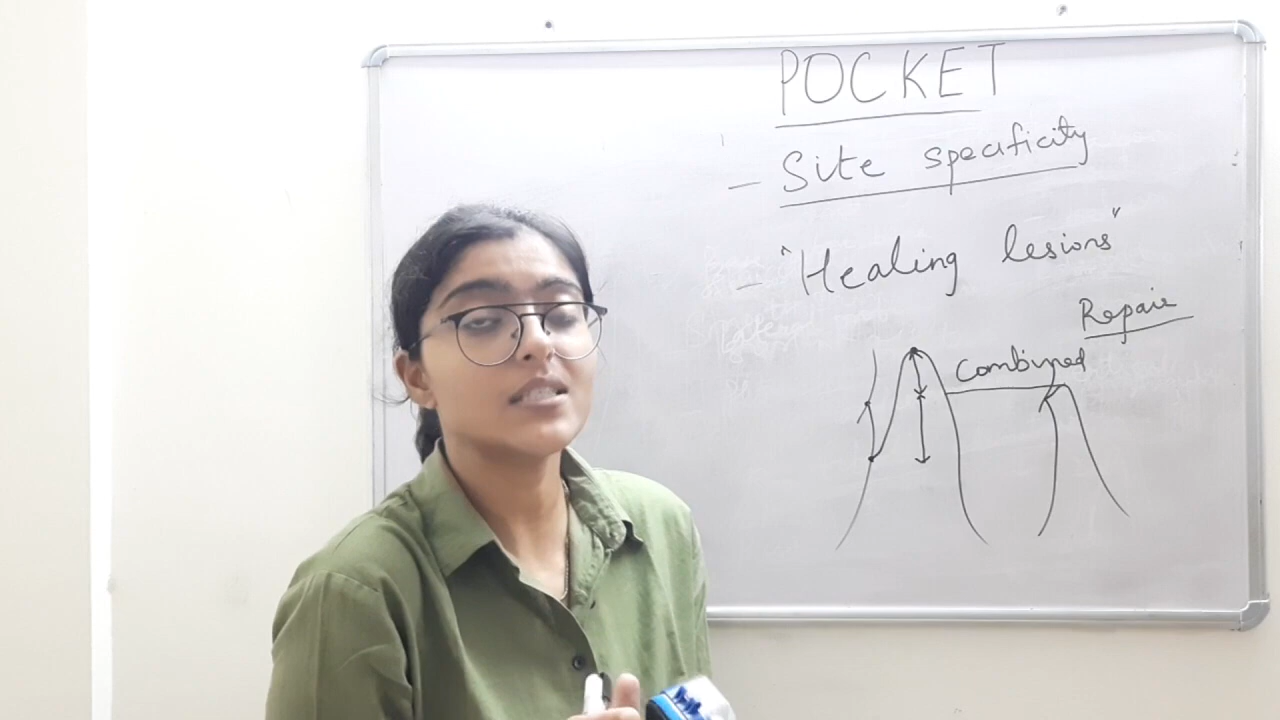 POCKET
– Site specificity
– "Healing lesions"
Repair
Combined